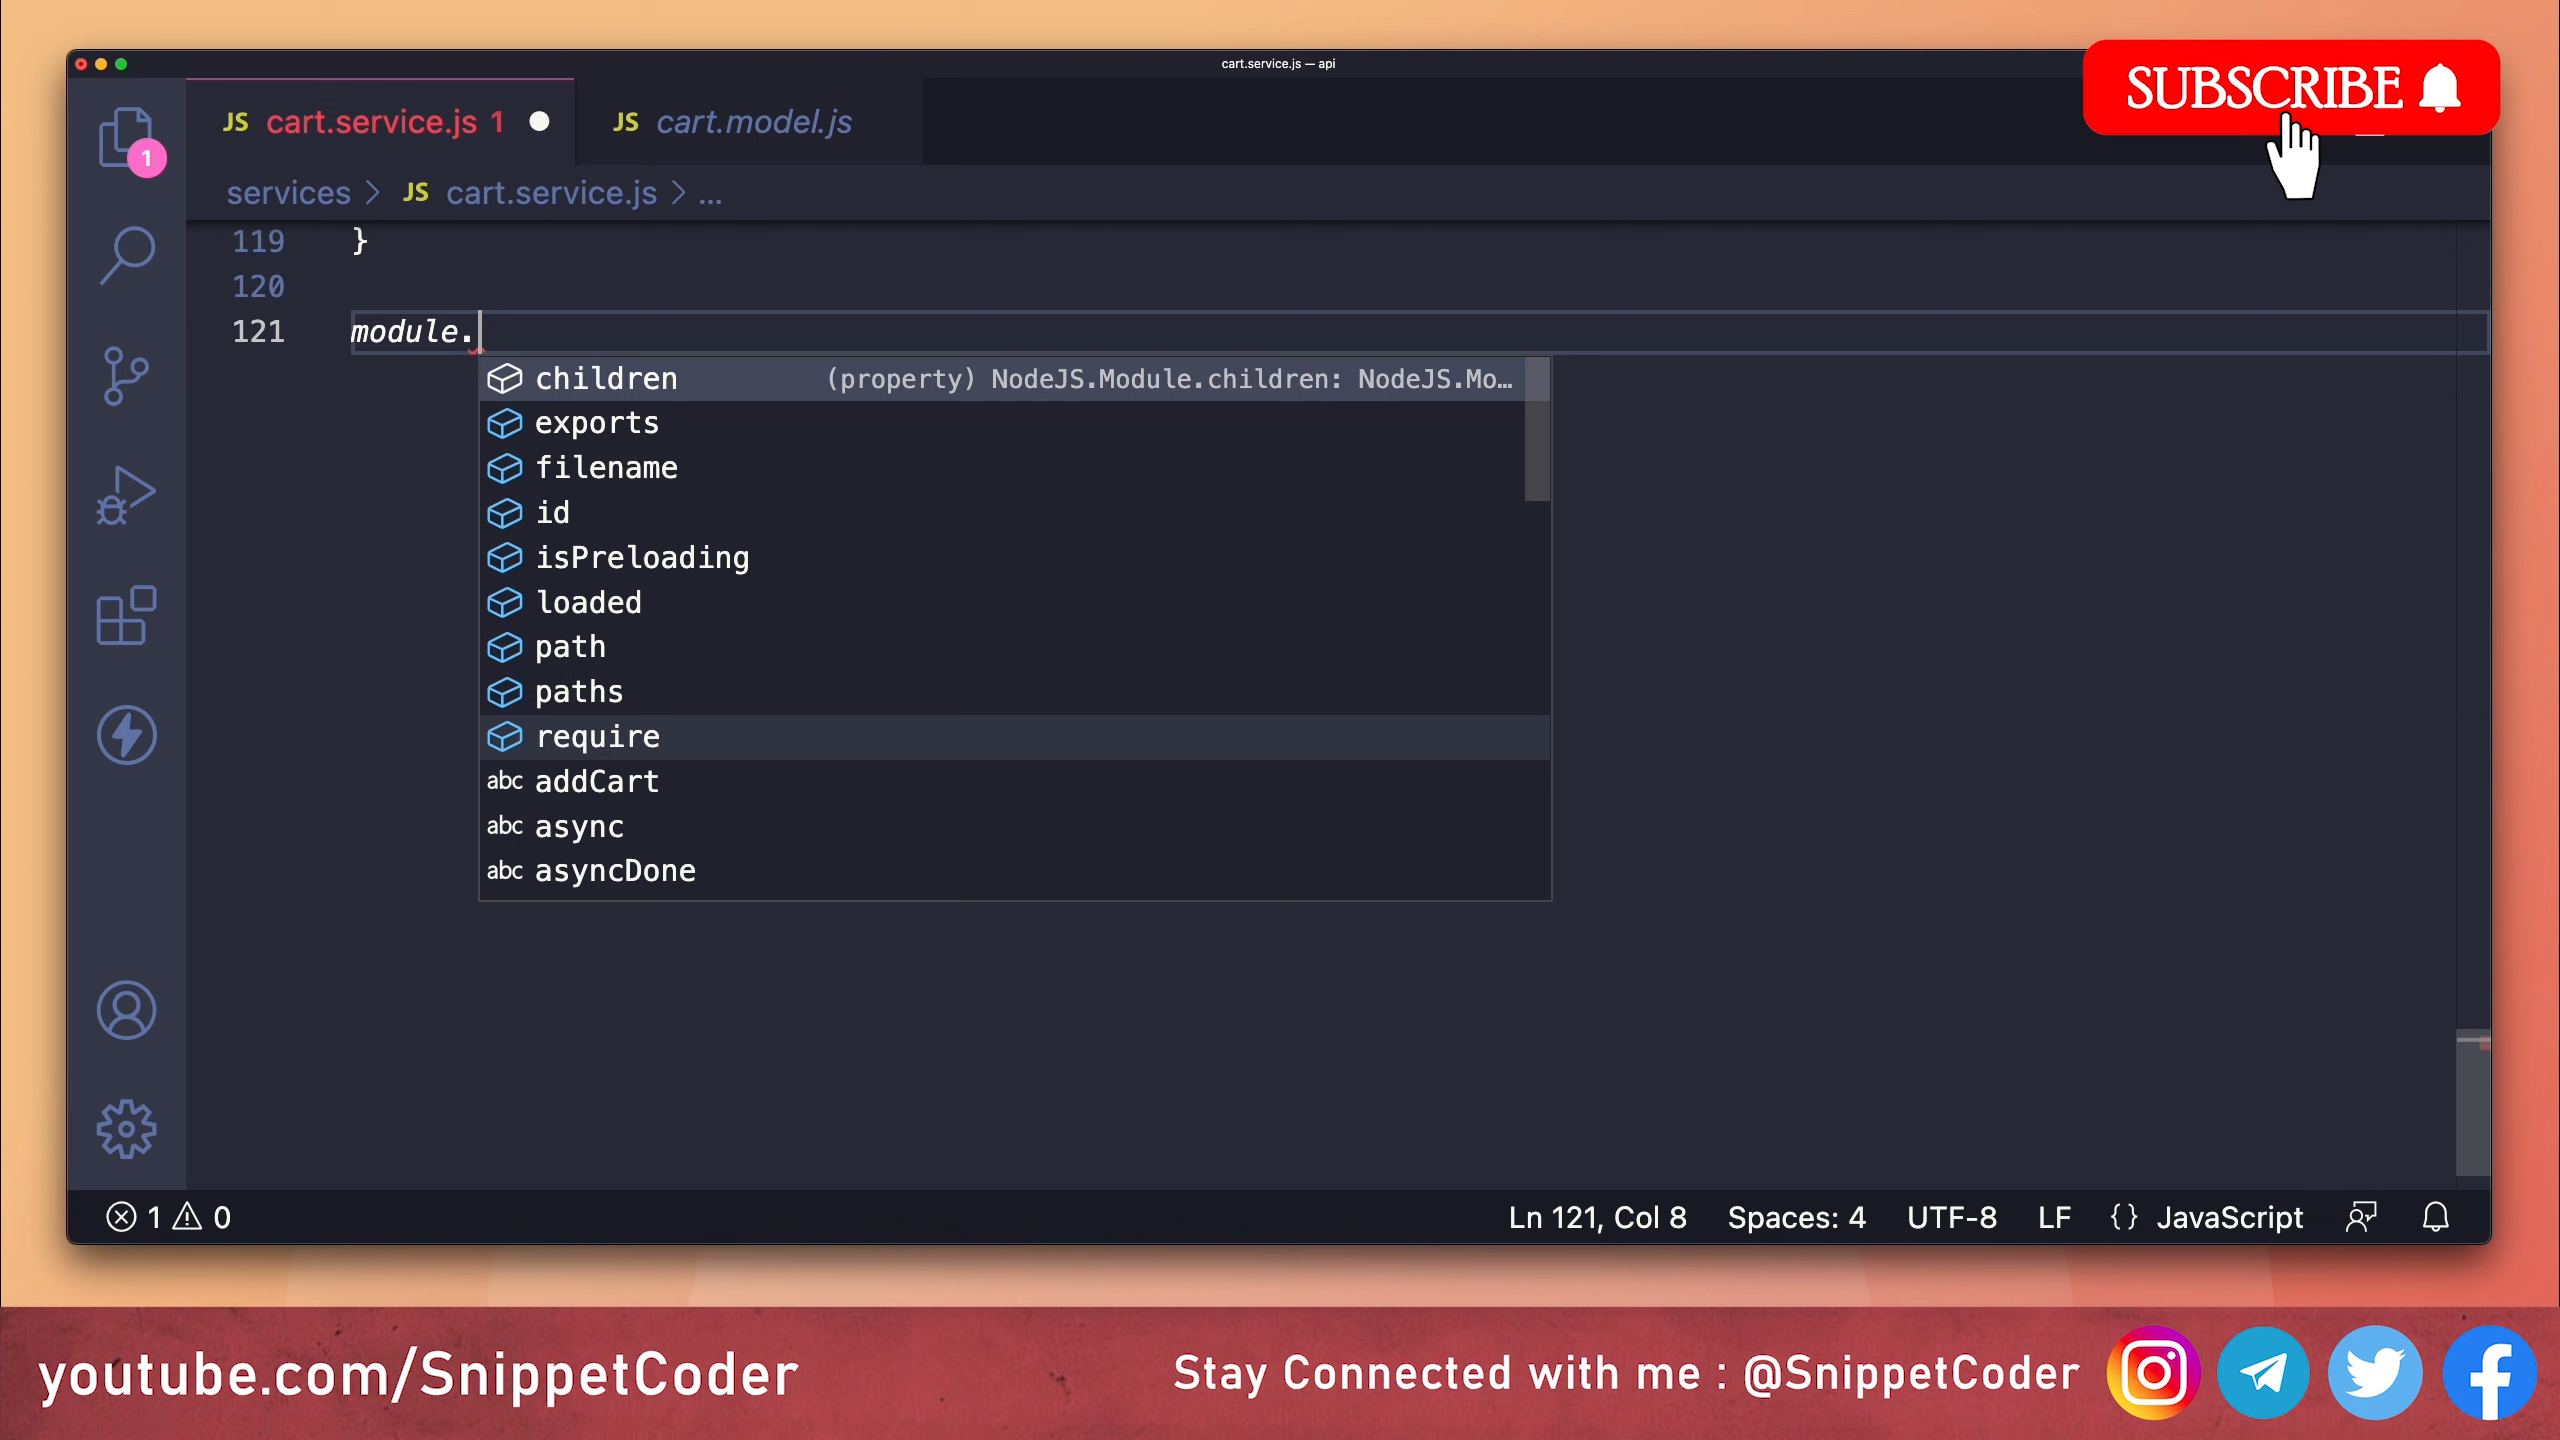 cart.service.js — api
SUBSCRIBE
JS cart.service.js 1
JS cart.model.js
1
services > JS cart.service.js > ...
119 }
120
121 module.
children (property) NodeJS.Module.children: NodeJS.Mo…
exports
filename
id
isPreloading
loaded
path
paths
require
abc addCart
abc async
abc asyncDone
1 0 Ln 121, Col 8 Spaces: 4 UTF-8 LF {} JavaScript
youtube.com/SnippetCoder
Stay Connected with me : @SnippetCoder